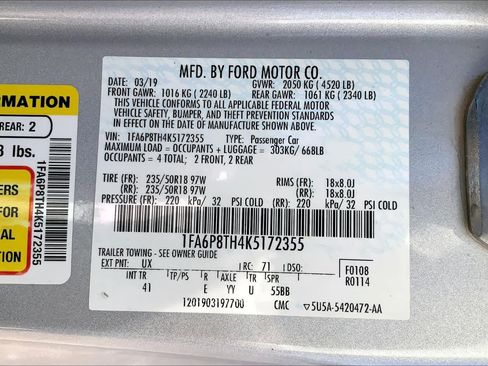 MFD. BY FORD MOTOR CO.
DATE: 03/19 GVWR: 2050 KG ( 4520 LB)
FRONT GAWR: 1016 KG ( 2240 LB) REAR GAWR: 1061 KG ( 2340 LB)
THIS VEHICLE CONFORMS TO ALL APPLICABLE FEDERAL MOTOR
VEHICLE SAFETY, BUMPER, AND THEFT PREVENTION STANDARDS IN
EFFECT ON THE DATE OF MANUFACTURE SHOWN ABOVE.
VIN: 1FA6P8TH4K5172355 TYPE: Passenger Car
MAXIMUM LOAD = OCCUPANTS + LUGGAGE = 303KG/ 668LB
OCCUPANTS = 4 TOTAL; 2 FRONT, 2 REAR
TIRE (FR): 235/50R18 97W RIMS (FR): 18x8.0J
(RR): 235/50R18 97W (RR): 18x8.0J
PRESSURE (FR): 220 kPa/ 32 PSI COLD (RR): 220 kPa/ 32 PSI COLD
1FA6P8TH4K5172355
TRAILER TOWING - SEE OWNER GUIDE
EXT PNT: UX RC: 71 DSO:
INT TR TP/PS R AXLE TR SPR
41 E YY U 55BB
F0108
R0114
1201903197700 CMC ▽5U5A-5420472-AA
ORMATION
REAR: 2
lbs.
ERS
AL
1FA6P8TH4K5172355